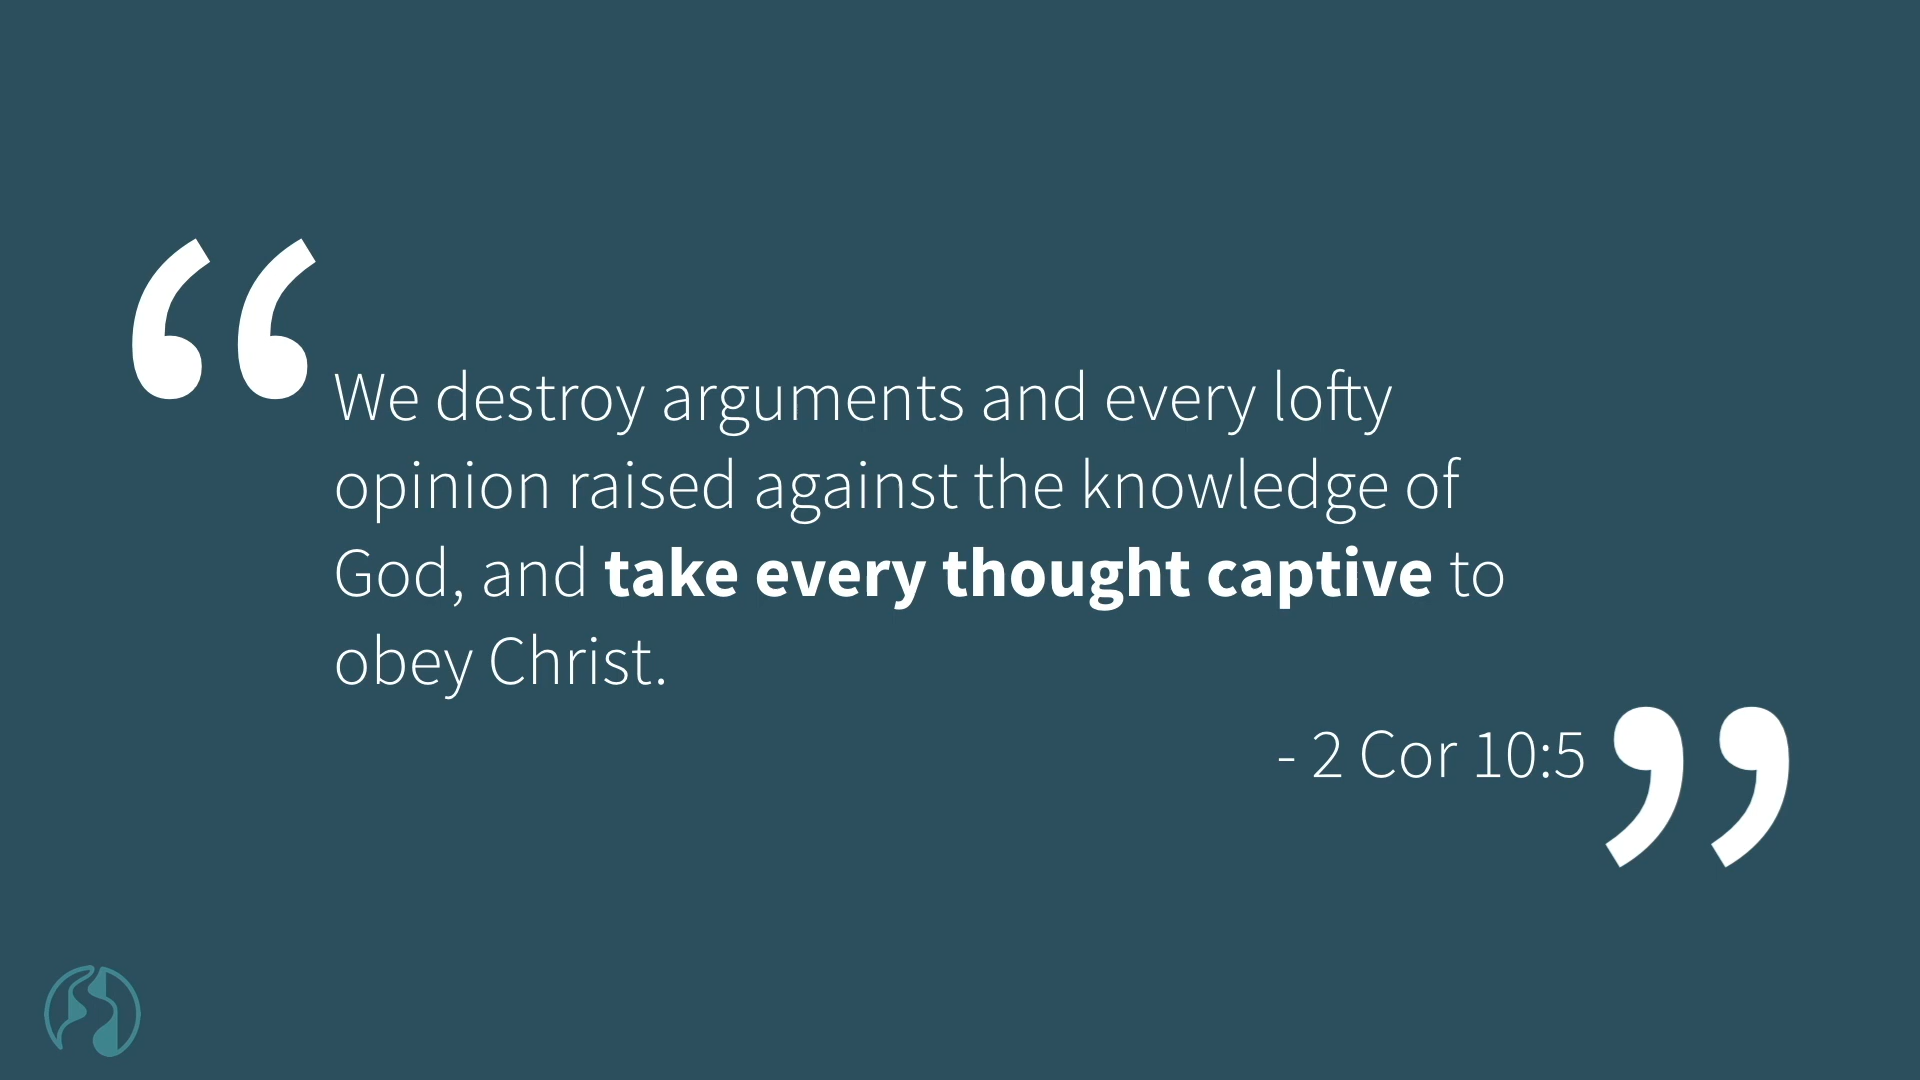 “We destroy arguments and every lofty
opinion raised against the knowledge of
God, and take every thought captive to
obey Christ.
- 2 Cor 10:5”